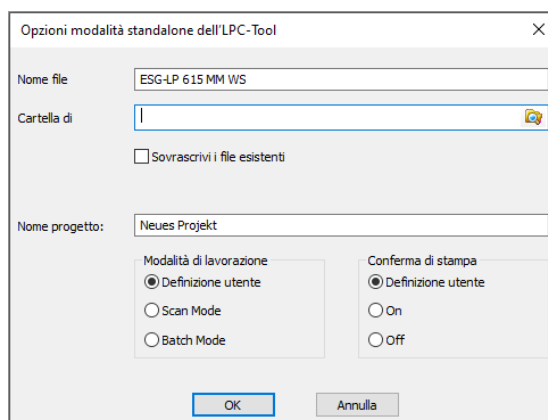 Opzioni modalità standalone dell'LPC-Tool
Nome file
ESG-LP 615 MM WS
Cartella di
Sovrascrivi i file esistenti
Nome progetto:
Neues Projekt
Modalità di lavorazione
Conferma di stampa
Definizione utente
Definizione utente
Scan Mode
On
Batch Mode
Off
OK
Annulla